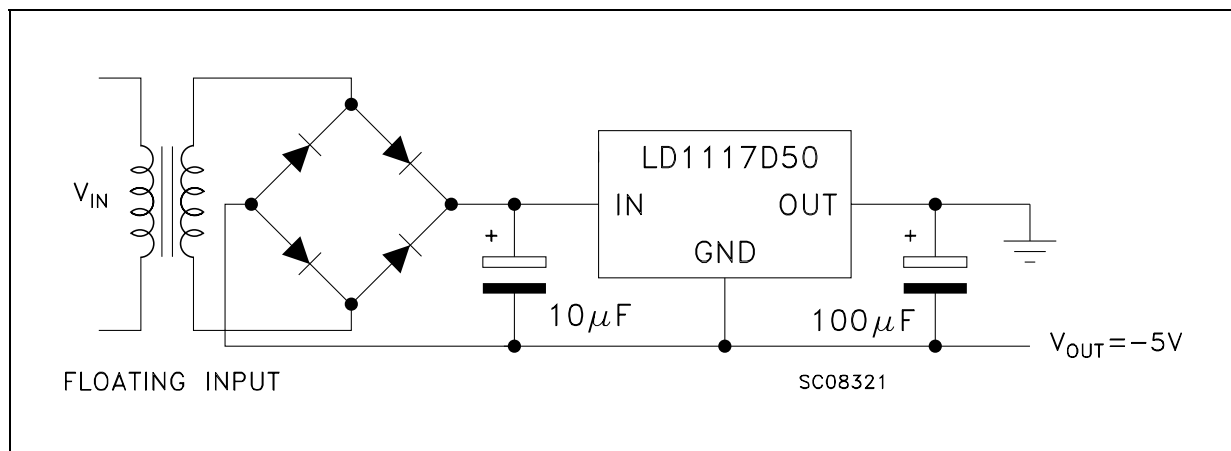 LD1117D50
V_IN
IN
OUT
+
+
GND
10μF
100μF
V_OUT=-5V
FLOATING INPUT
SC08321